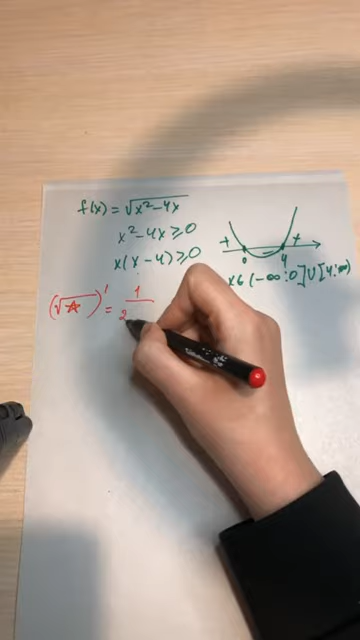 f(x) = √x²-4x
x² - 4x ≥ 0
x(x - 4) ≥ 0
+ - +
0 4
x ∈ (-∞; 0] ∪ [4; ∞)
(√☆)' = 1/2